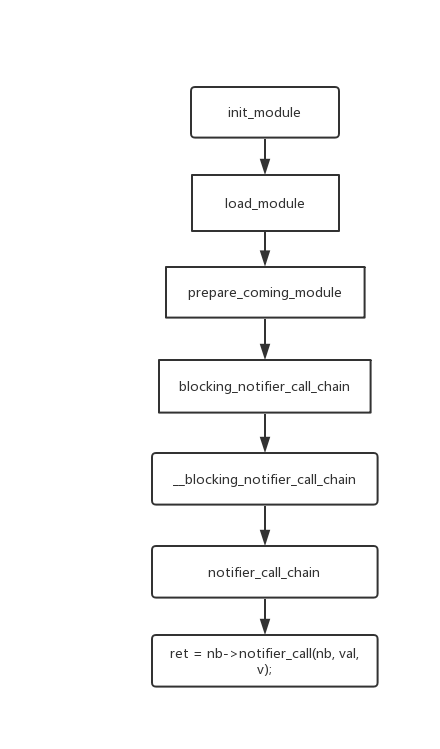 init_module
load_module
prepare_coming_module
blocking_notifier_call_chain
__blocking_notifier_call_chain
notifier_call_chain
ret = nb->notifier_call(nb, val,
v);